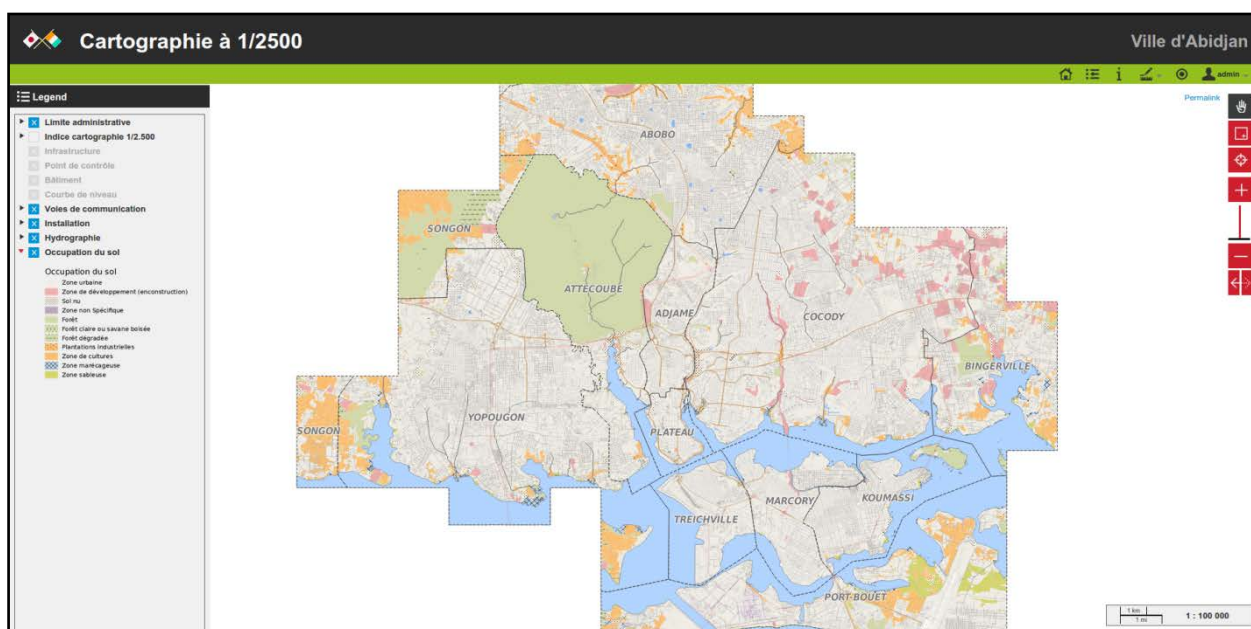 Cartographie à 1/2500
Ville d'Abidjan
admin
Legend
Permalink
Limite administrative
Indice cartographie 1/2.500
Infrastructure
Point de contrôle
Bâtiment
Courbe de niveau
Voies de communication
Installation
Hydrographie
Occupation du sol
Occupation du sol
Zone urbaine
Zone de développement (enconstruction)
Sol nu
Zone non Spécifique
Forêt
Forêt claire ou savane boisée
Forêt dégradée
Plantations industrielles
Zone de cultures
Zone marécageuse
Zone sableuse
ABOBO
SONGON
ATTECOUBE
ADJAME
COCODY
BINGERVILLE
YOPOUGON
SONGON
PLATEAU
MARCORY
KOUMASSI
TREICHVILLE
PORT-BOUET
1 km
1 mi
1 : 100 000